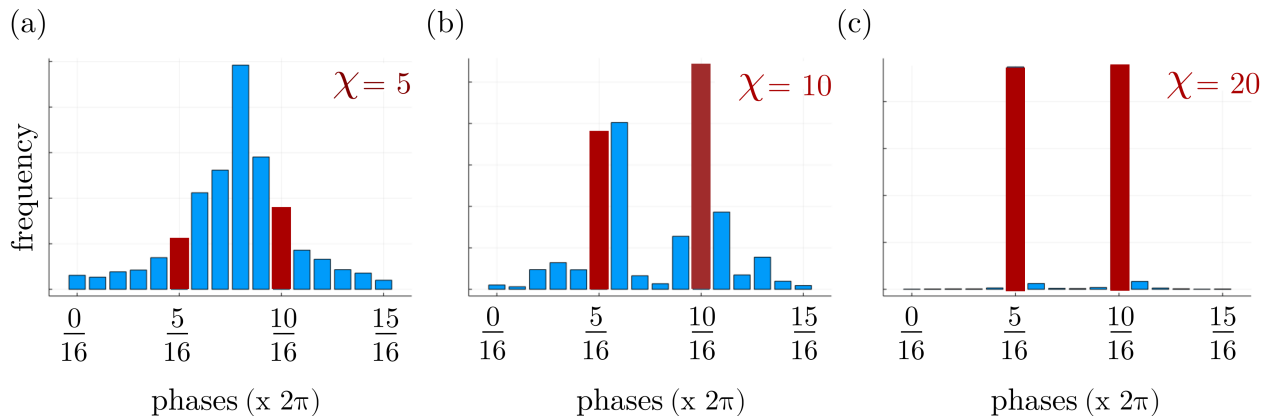 (a)
(b)
(c)
χ = 5
χ = 10
χ = 20
frequency
0/16 5/16 10/16 15/16
0/16 5/16 10/16 15/16
0/16 5/16 10/16 15/16
phases (x 2π)
phases (x 2π)
phases (x 2π)